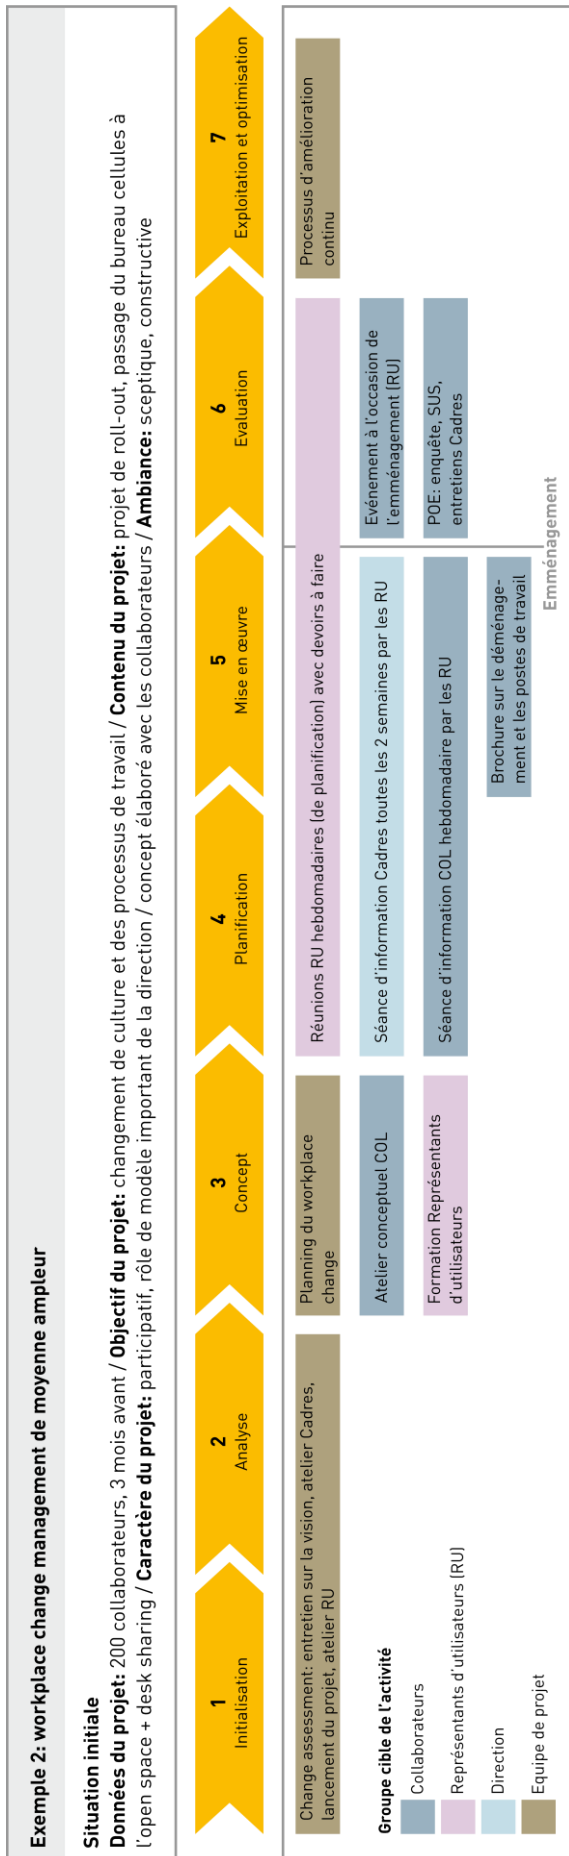 Exemple 2: workplace change management de moyenne ampleur
Situation initiale
Données du projet: 200 collaborateurs, 3 mois avant / Objectif du projet: changement de culture et des processus de travail / Contenu du projet: projet de roll-out, passage du bureau cellules à
l'open space + desk sharing / Caractère du projet: participatif, rôle de modèle important de la direction / concept élaboré avec les collaborateurs / Ambiance: sceptique, constructive
1
Initialisation
2
Analyse
3
Concept
4
Planification
5
Mise en œuvre
6
Evaluation
7
Exploitation et optimisation
Change assessment: entretien sur la vision, atelier Cadres,
lancement du projet, atelier RU
Planning du workplace
change
Réunions RU hebdomadaires (de planification) avec devoirs à faire
Processus d'amélioration
continu
Atelier conceptuel COL
Séance d'information Cadres toutes les 2 semaines par les RU
Evénement à l'occasion de
l'emménagement (RU)
Formation Représentants
d'utilisateurs
Séance d'information COL hebdomadaire par les RU
POE: enquête, SUS,
entretiens Cadres
Brochure sur le déménage-
ment et les postes de travail
Emménagement
Groupe cible de l'activité
Collaborateurs
Représentants d'utilisateurs (RU)
Direction
Equipe de projet